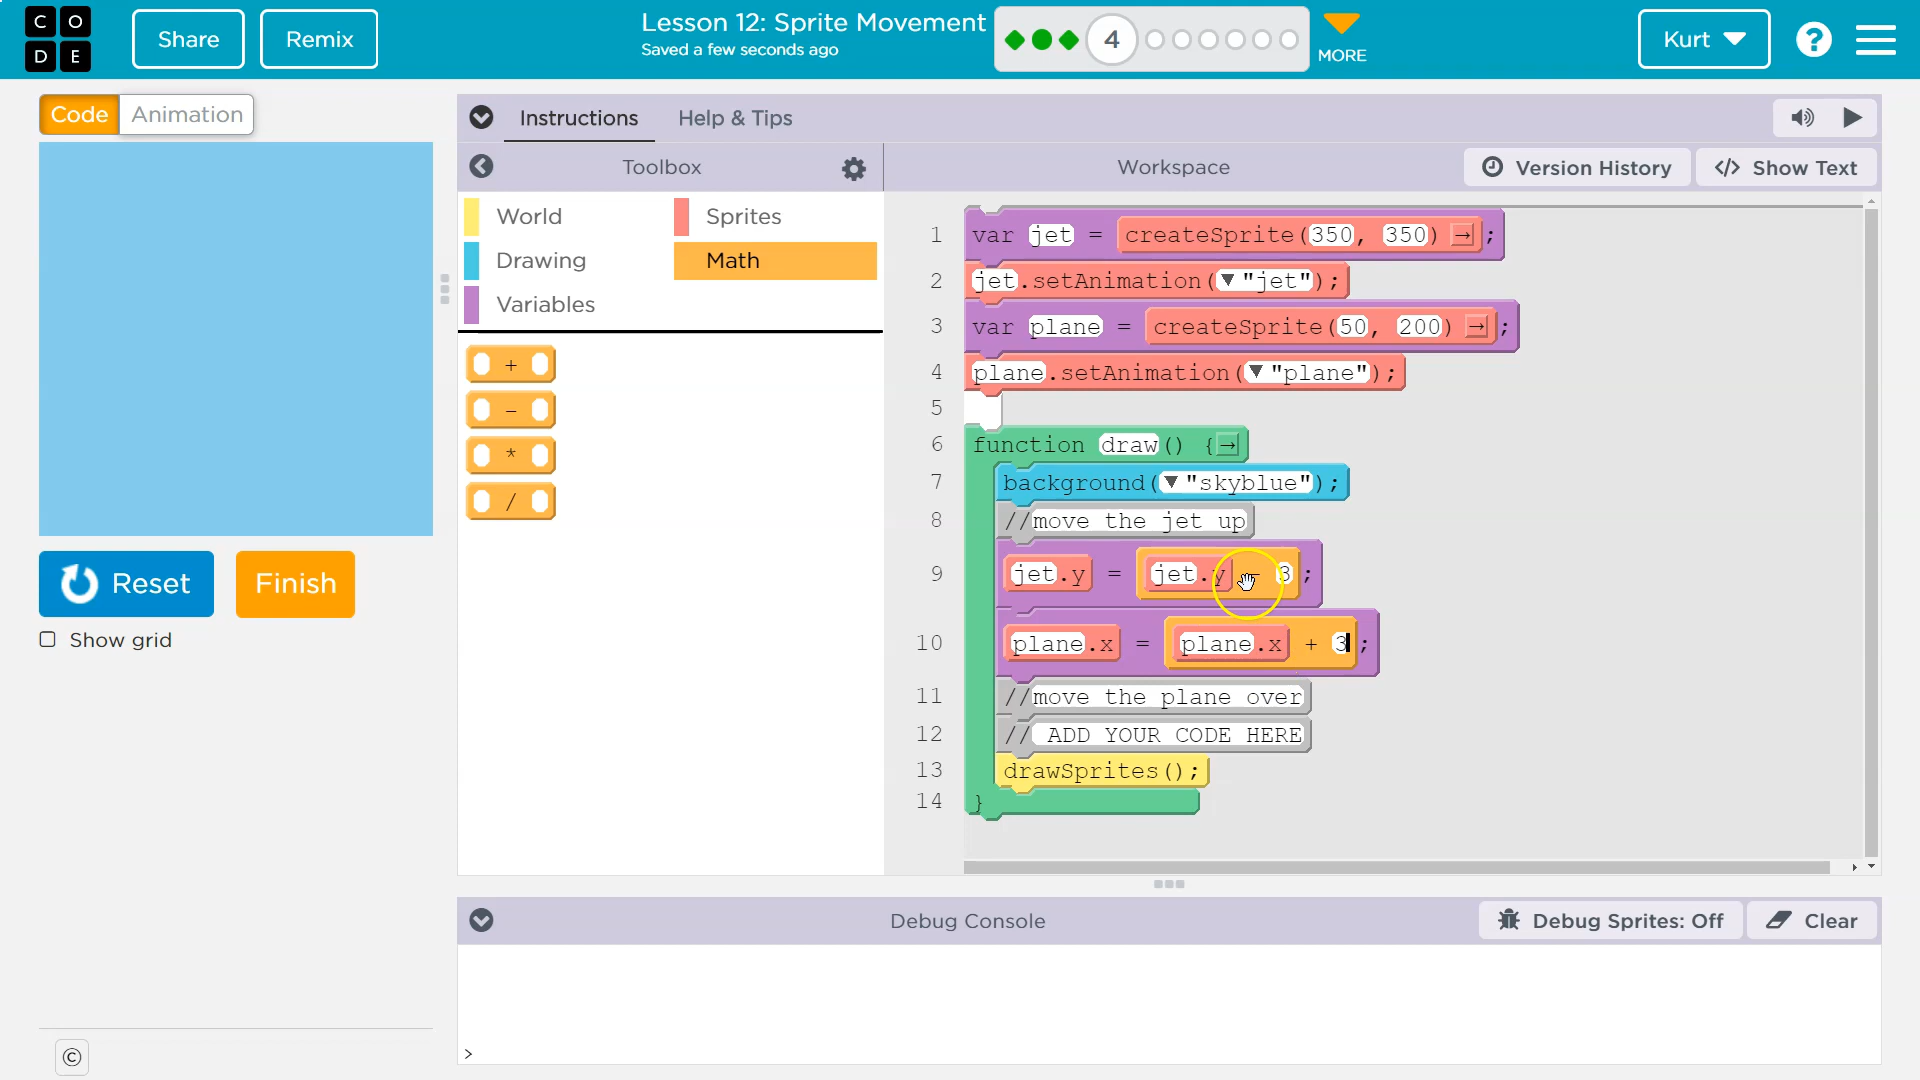 C O
D E
Share
Remix
Lesson 12: Sprite Movement
Saved a few seconds ago
4
MORE
Kurt
?
Code
Animation
Instructions
Help & Tips
Toolbox
Workspace
Version History
</> Show Text
World
Sprites
Drawing
Math
Variables
+
-
*
/
1 var jet = createSprite(350, 350) → ;
2 jet.setAnimation(▼ "jet");
3 var plane = createSprite(50, 200) → ;
4 plane.setAnimation(▼ "plane");
5
6 function draw() { →
7 background(▼ "skyblue");
8 //move the jet up
9 jet.y = jet.y - 3 ;
10 plane.x = plane.x + 3 ;
11 //move the plane over
12 // ADD YOUR CODE HERE
13 drawSprites();
14 }
Reset
Finish
Show grid
Debug Console
Debug Sprites: Off
Clear
>
©